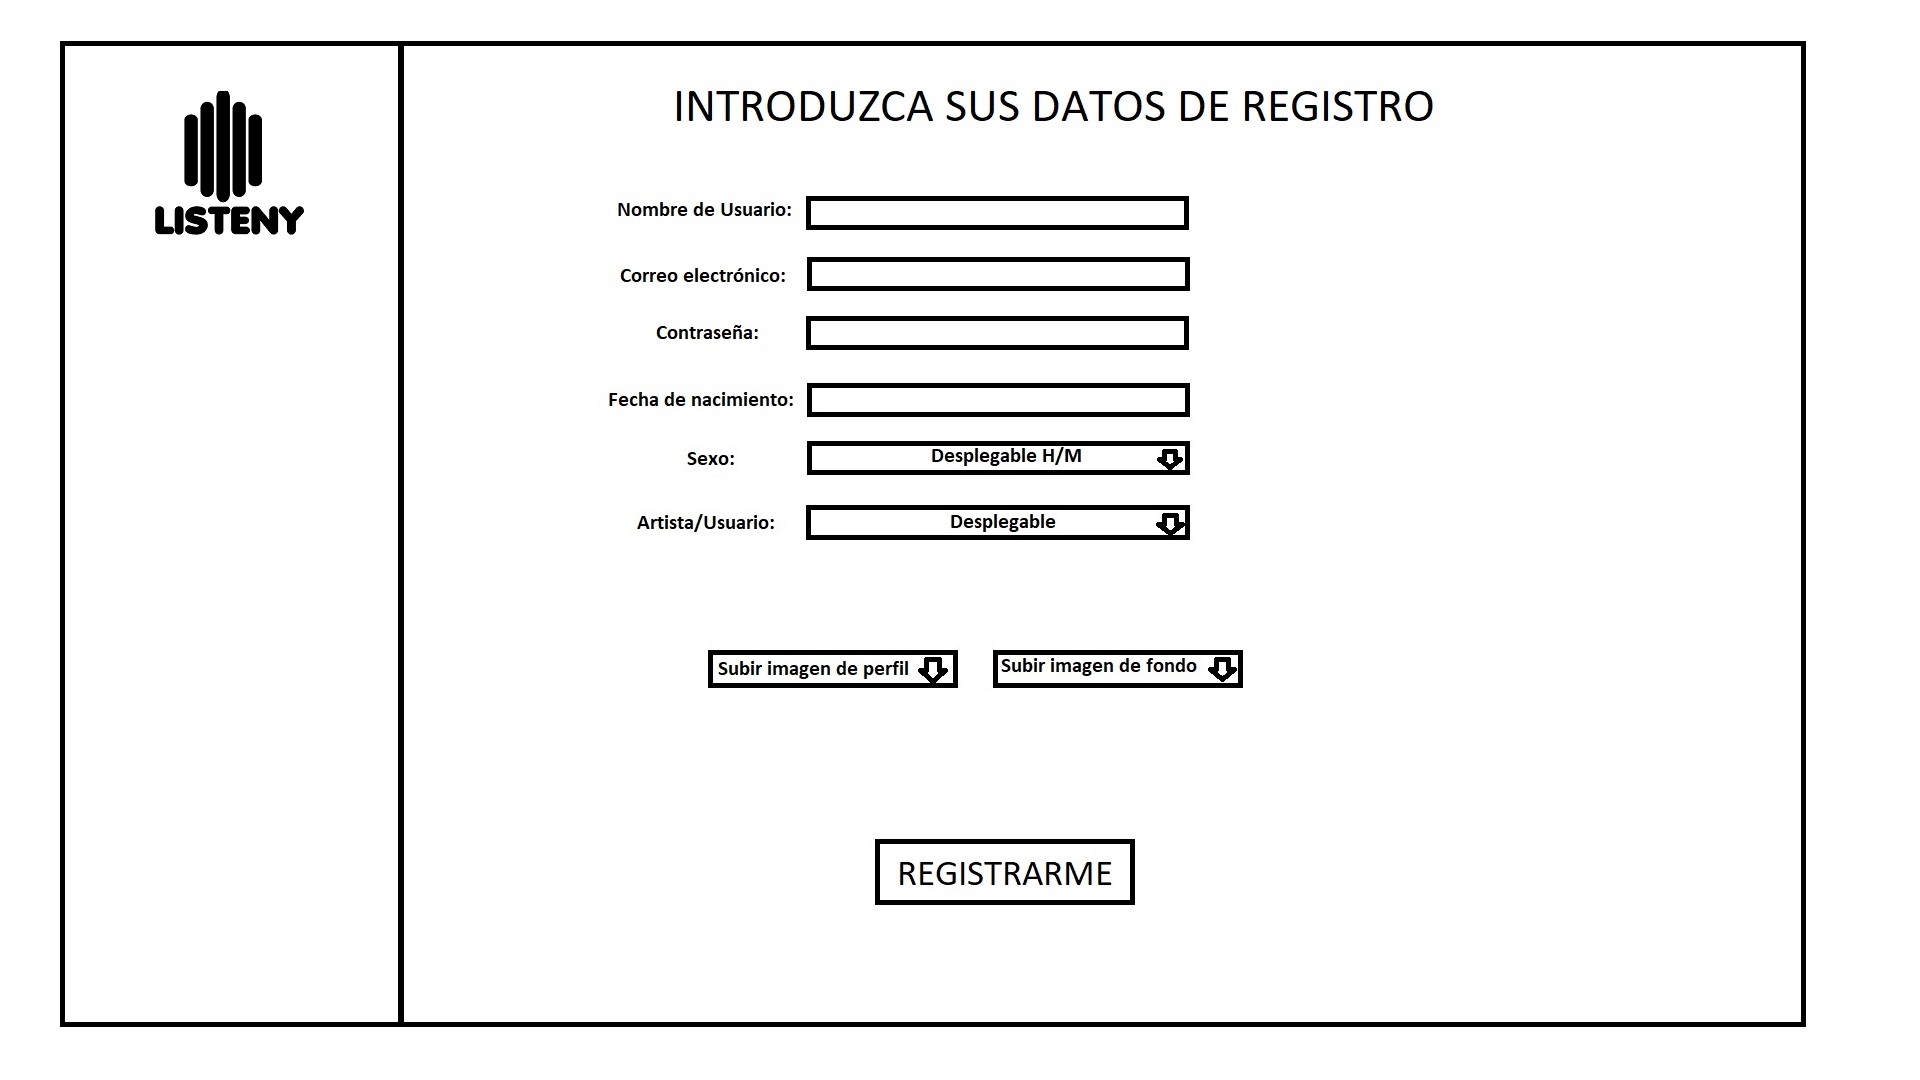 LISTENY
INTRODUZCA SUS DATOS DE REGISTRO
Nombre de Usuario:
Correo electrónico:
Contraseña:
Fecha de nacimiento:
Sexo: Desplegable H/M
Artista/Usuario: Desplegable
Subir imagen de perfil Subir imagen de fondo
REGISTRARME